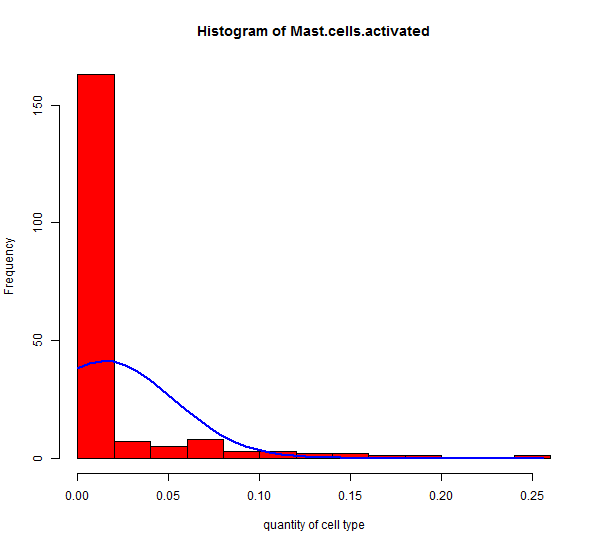 Histogram of Mast.cells.activated
Frequency
150
100
50
0
0.00 0.05 0.10 0.15 0.20 0.25
quantity of cell type